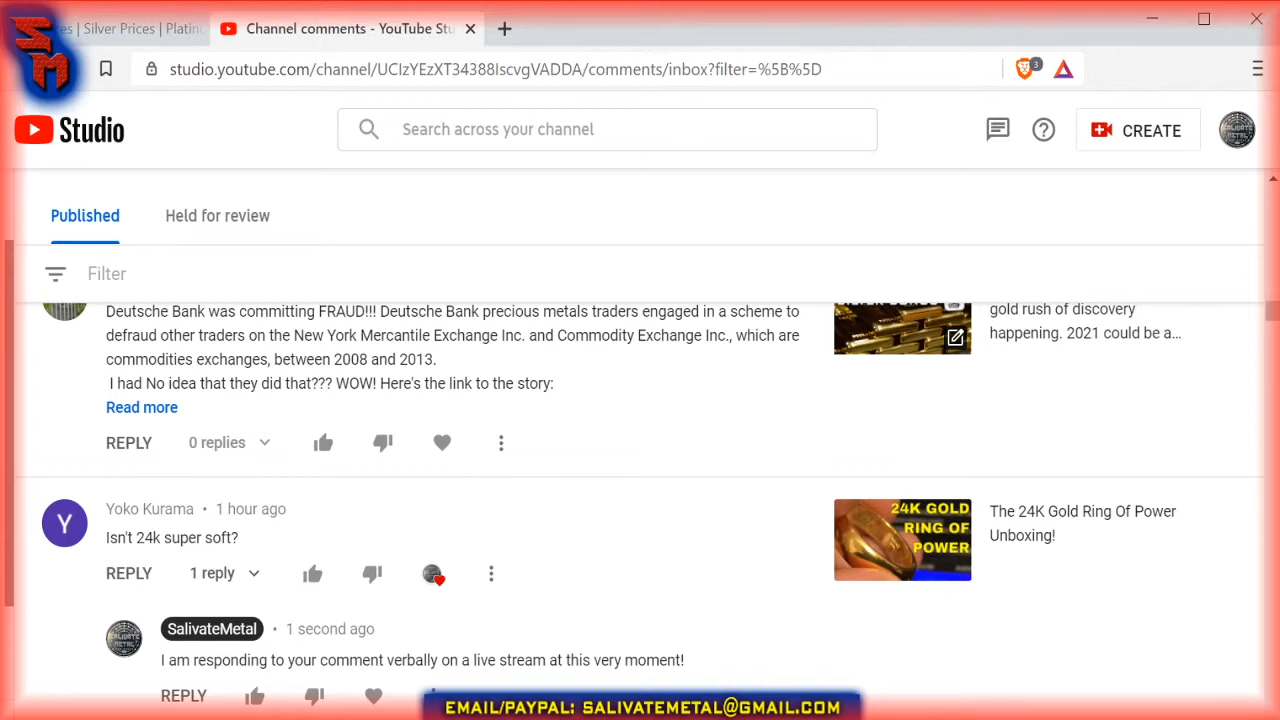 SM
es | Silver Prices | Platinu
Channel comments - YouTube Stu
studio.youtube.com/channel/UCIzYEzXT34388lscvgVADDA/comments/inbox?filter=%5B%5D
3
Studio
Search across your channel
CREATE
Published
Held for review
Filter
Deutsche Bank was committing FRAUD!!! Deutsche Bank precious metals traders engaged in a scheme to
defraud other traders on the New York Mercantile Exchange Inc. and Commodity Exchange Inc., which are
commodities exchanges, between 2008 and 2013.
I had No idea that they did that??? WOW! Here's the link to the story:
Read more
gold rush of discovery
happening. 2021 could be a...
REPLY
0 replies
Y
Yoko Kurama • 1 hour ago
Isn't 24k super soft?
REPLY
1 reply
24K GOLD
RING OF
POWER
The 24K Gold Ring Of Power
Unboxing!
SalivateMetal • 1 second ago
I am responding to your comment verbally on a live stream at this very moment!
REPLY
EMAIL/PAYPAL: SALIVATEMETAL@GMAIL.COM